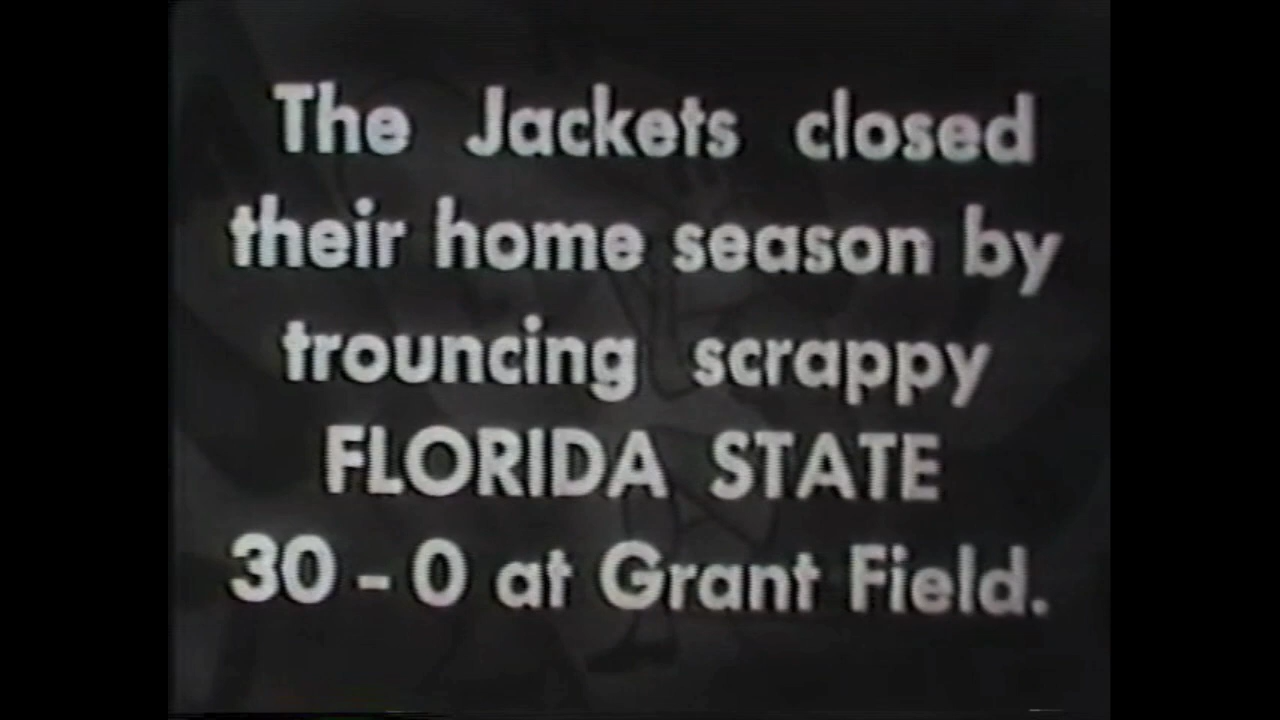 The Jackets closed
their home season by
trouncing scrappy
FLORIDA STATE
30 - 0 at Grant Field.